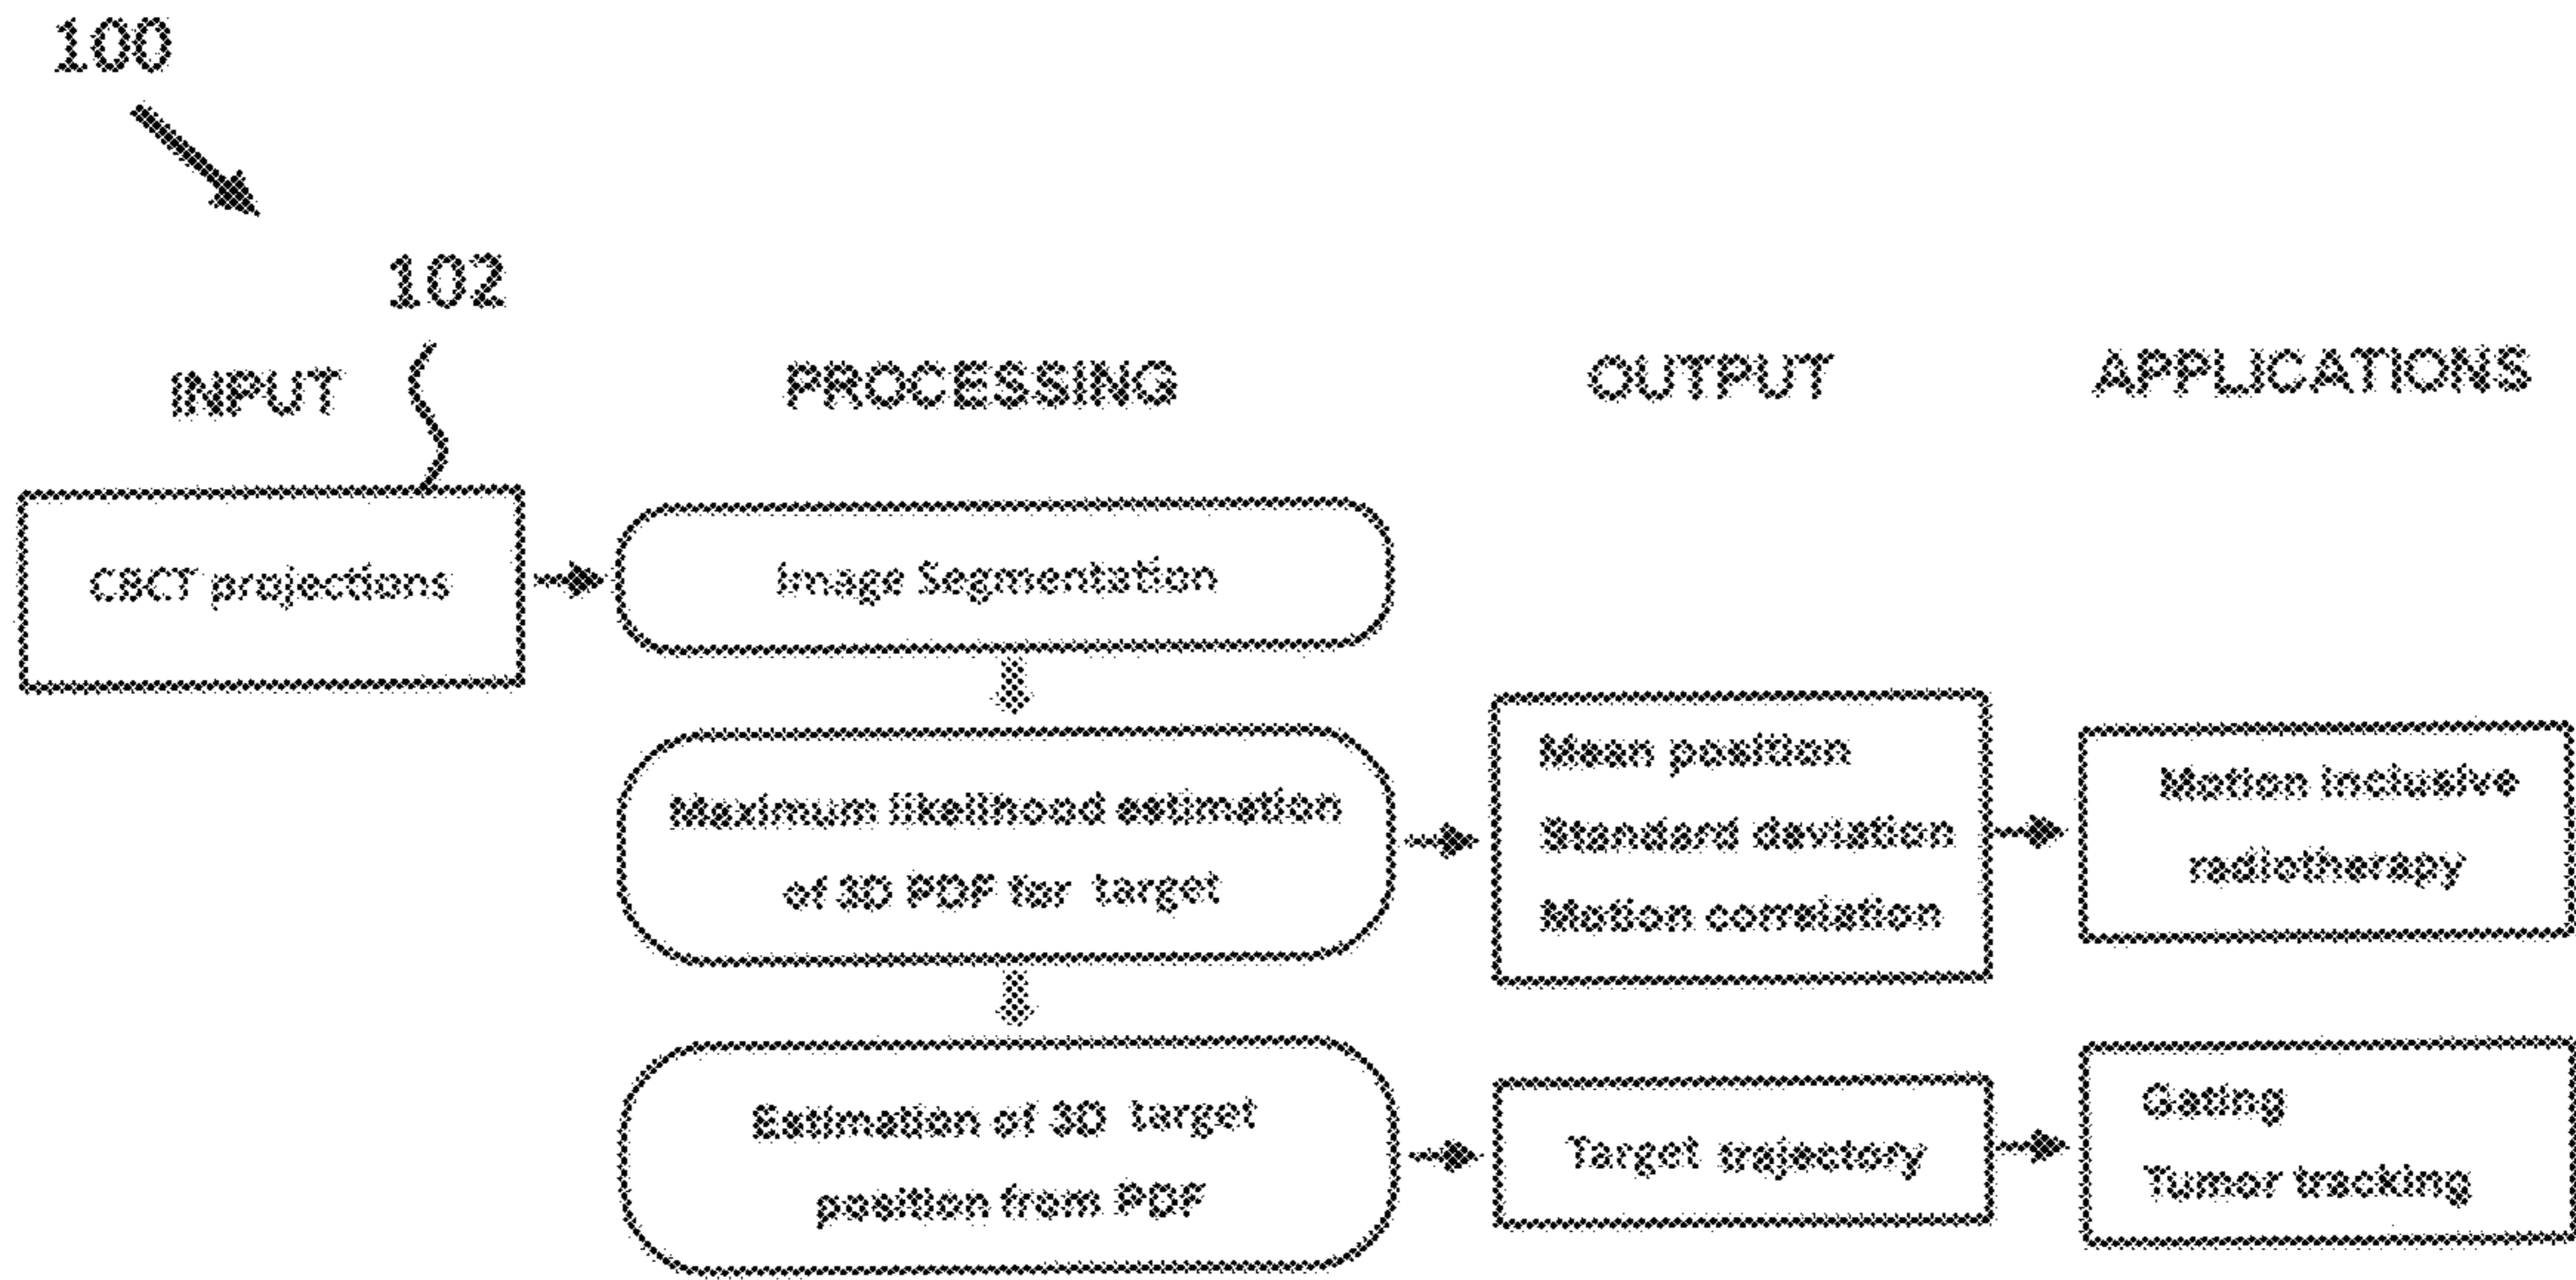 100
102
INPUT
PROCESSING
OUTPUT
APPLICATIONS
CBCT projections
Image Segmentation
Maximum likelihood estimation
of 3D PDF for target
Mean position
Standard deviation
Motion correlation
Motion inclusive
radiotherapy
Estimation of 3D target
position from PDF
Target trajectory
Gating
Tumor tracking